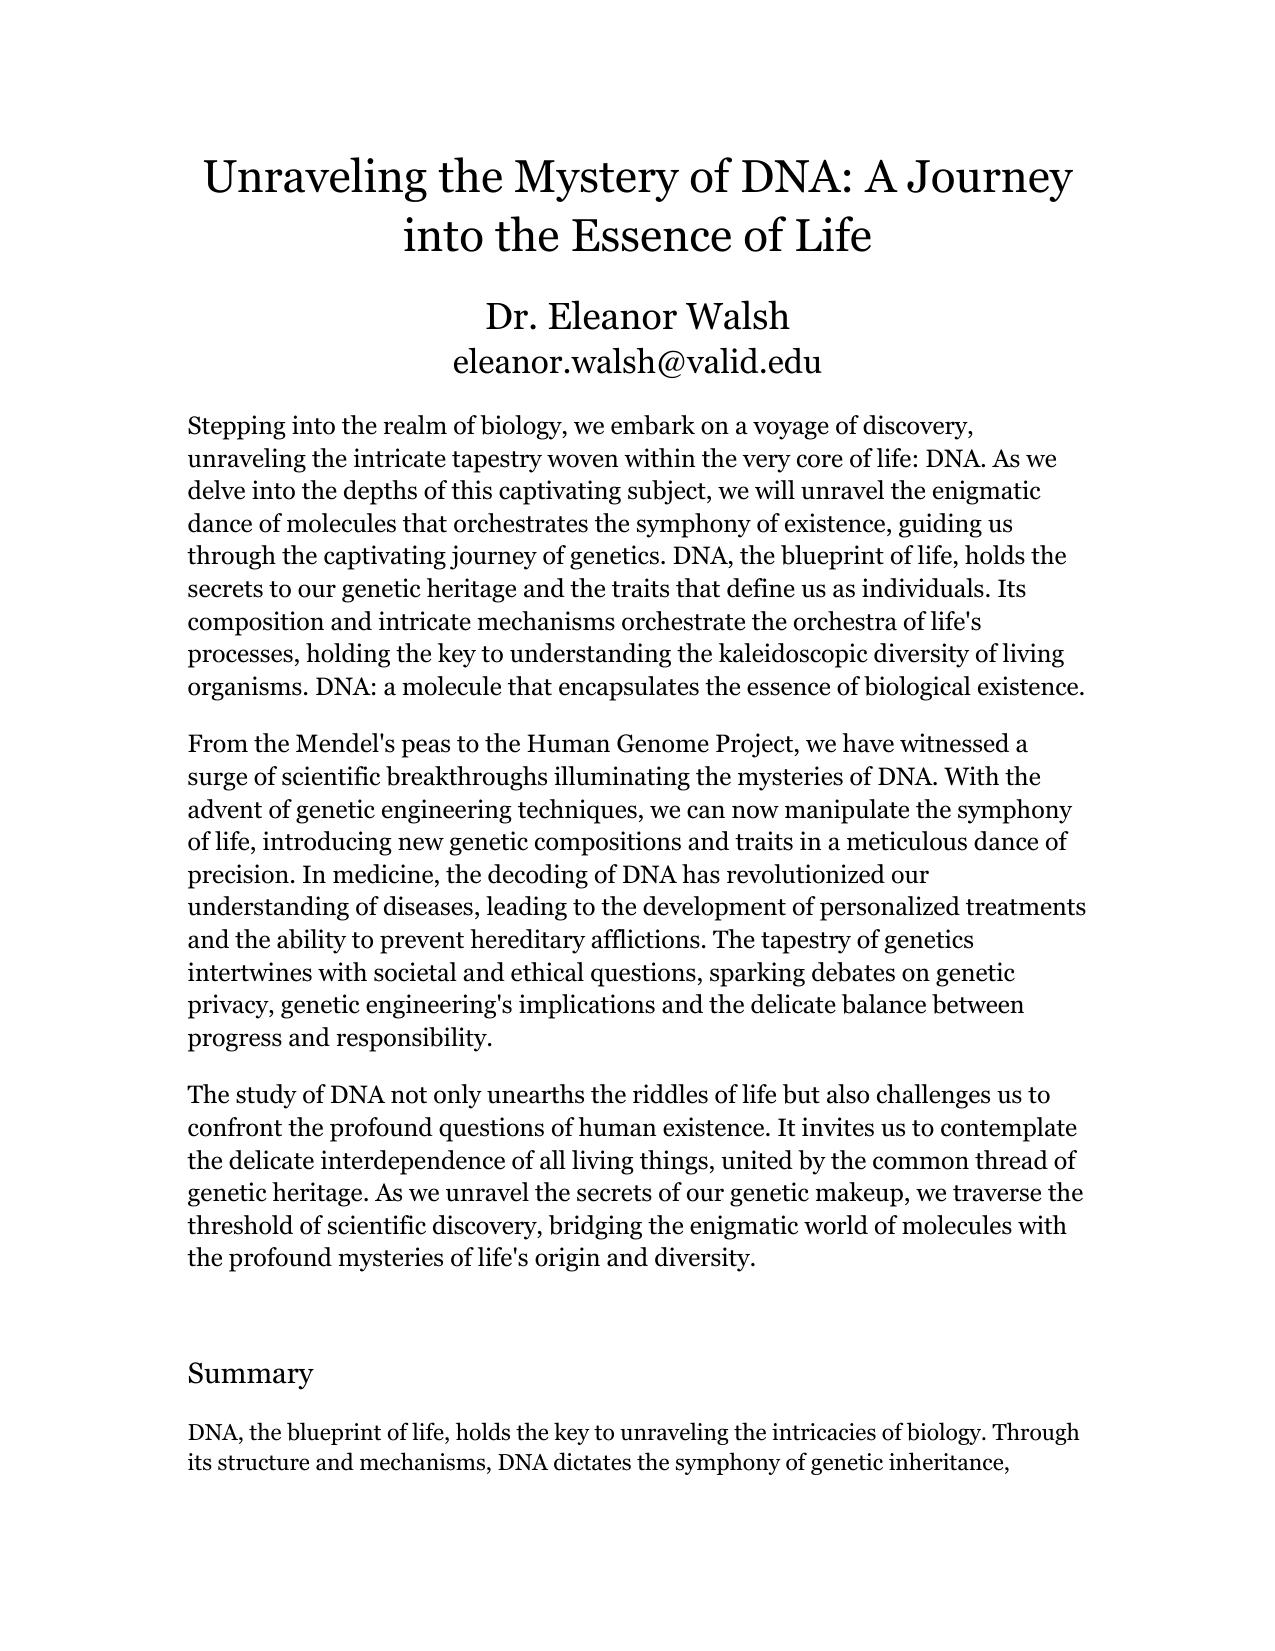 Unraveling the Mystery of DNA: A Journey
into the Essence of Life
Dr. Eleanor Walsh
eleanor.walsh@valid.edu
Stepping into the realm of biology, we embark on a voyage of discovery,
unraveling the intricate tapestry woven within the very core of life: DNA. As we
delve into the depths of this captivating subject, we will unravel the enigmatic
dance of molecules that orchestrates the symphony of existence, guiding us
through the captivating journey of genetics. DNA, the blueprint of life, holds the
secrets to our genetic heritage and the traits that define us as individuals. Its
composition and intricate mechanisms orchestrate the orchestra of life's
processes, holding the key to understanding the kaleidoscopic diversity of living
organisms. DNA: a molecule that encapsulates the essence of biological existence.
From the Mendel's peas to the Human Genome Project, we have witnessed a
surge of scientific breakthroughs illuminating the mysteries of DNA. With the
advent of genetic engineering techniques, we can now manipulate the symphony
of life, introducing new genetic compositions and traits in a meticulous dance of
precision. In medicine, the decoding of DNA has revolutionized our
understanding of diseases, leading to the development of personalized treatments
and the ability to prevent hereditary afflictions. The tapestry of genetics
intertwines with societal and ethical questions, sparking debates on genetic
privacy, genetic engineering's implications and the delicate balance between
progress and responsibility.
The study of DNA not only unearths the riddles of life but also challenges us to
confront the profound questions of human existence. It invites us to contemplate
the delicate interdependence of all living things, united by the common thread of
genetic heritage. As we unravel the secrets of our genetic makeup, we traverse the
threshold of scientific discovery, bridging the enigmatic world of molecules with
the profound mysteries of life's origin and diversity.
Summary
DNA, the blueprint of life, holds the key to unraveling the intricacies of biology. Through
its structure and mechanisms, DNA dictates the symphony of genetic inheritance,